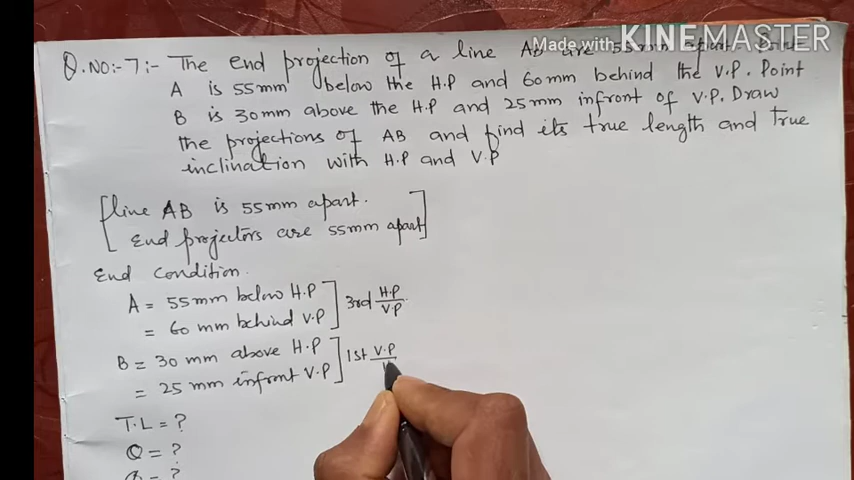 Made with KINEMASTER
Q.NO:-7:- The end projection of a line AB are 55mm
A is 55mm below the H.P and 60mm behind the V.P. Point
B is 30mm above the H.P and 25mm infront of V.P. Draw
the projections of AB and find its true length and True
inclination with H.P and V.P
[line AB is 55mm apart.
End projectors are 55mm apart]
End Condition
A = 55mm below H.P ] 3rd H.P/V.P
= 60 mm behind V.P
B = 30 mm above H.P ] 1st V.P
= 25 mm infront V.P
T.L = ?
Q = ?
= ?